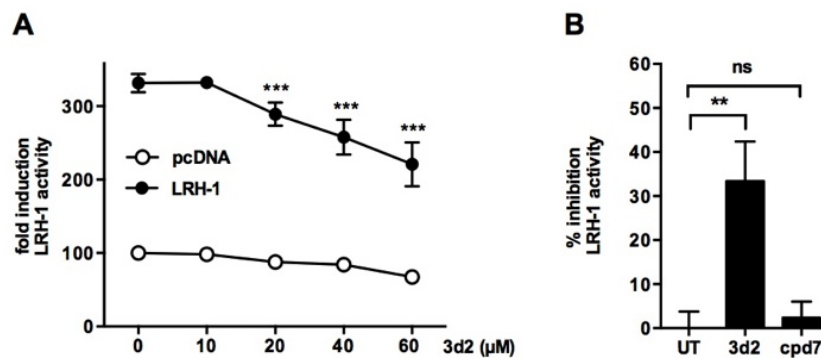 A
fold induction
LRH-1 activity
300
200
100
0
pcDNA
LRH-1
***
***
***
0 10 20 40 60 3d2 (µM)
B
% inhibition
LRH-1 activity
60
50
40
30
20
10
0
ns
**
UT 3d2 cpd7